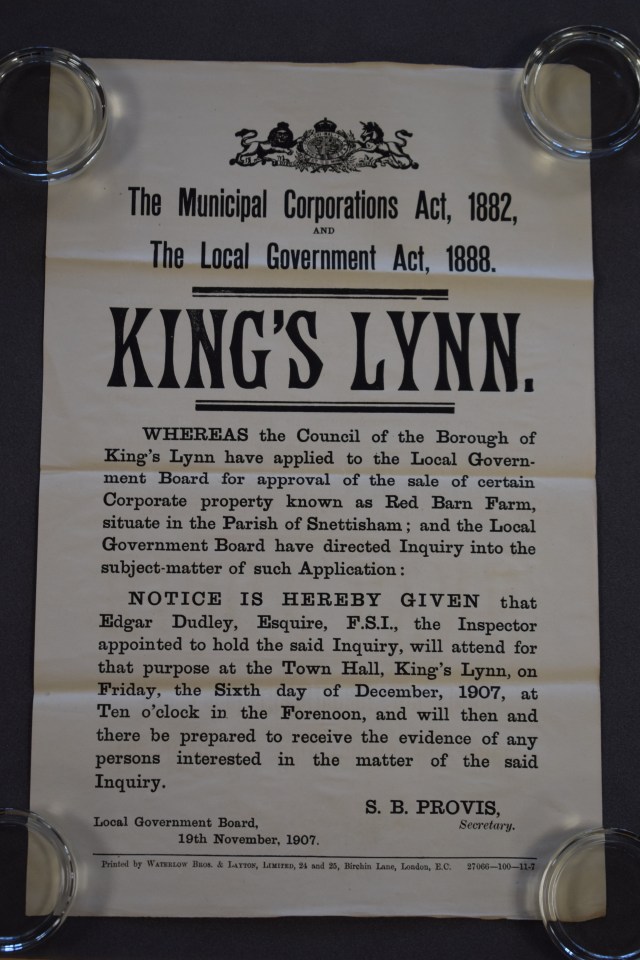 The Municipal Corporations Act, 1882,
AND
The Local Government Act, 1888.
KING'S LYNN.
WHEREAS the Council of the Borough of
King's Lynn have applied to the Local Govern-
ment Board for approval of the sale of certain
Corporate property known as Red Barn Farm,
situate in the Parish of Snettisham; and the Local
Government Board have directed Inquiry into the
subject-matter of such Application:
NOTICE IS HEREBY GIVEN that
Edgar Dudley, Esquire, F.S.I., the Inspector
appointed to hold the said Inquiry, will attend for
that purpose at the Town Hall, King's Lynn, on
Friday, the Sixth day of December, 1907, at
Ten o'clock in the Forenoon, and will then and
there be prepared to receive the evidence of any
persons interested in the matter of the said
Inquiry.
S. B. PROVIS,
Secretary.
Local Government Board,
19th November, 1907.
Printed by WATERLOW BROS. & LAYTON, LIMITED, 24 and 25, Birchin Lane, London, E.C. 27066—100—11-7